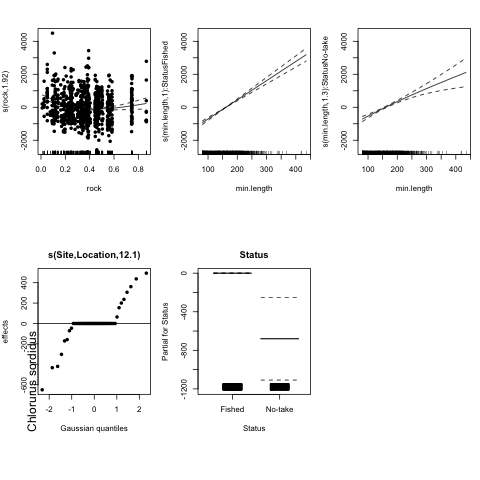 s(rock,1.92)
4000
2000
0
-2000
0.0 0.2 0.4 0.6 0.8
rock
s(min.length,1):StatusFished
4000
2000
0
-2000
100 200 300 400
min.length
s(min.length,1.3):StatusNo-take
4000
2000
0
-2000
100 200 300 400
min.length
s(Site,Location,12.1)
effects
400
200
0
-200
-600
-2 -1 0 1 2
Gaussian quantiles
Chlorurus sordidus
Status
Partial for Status
0
-400
-800
-1200
Fished No-take
Status